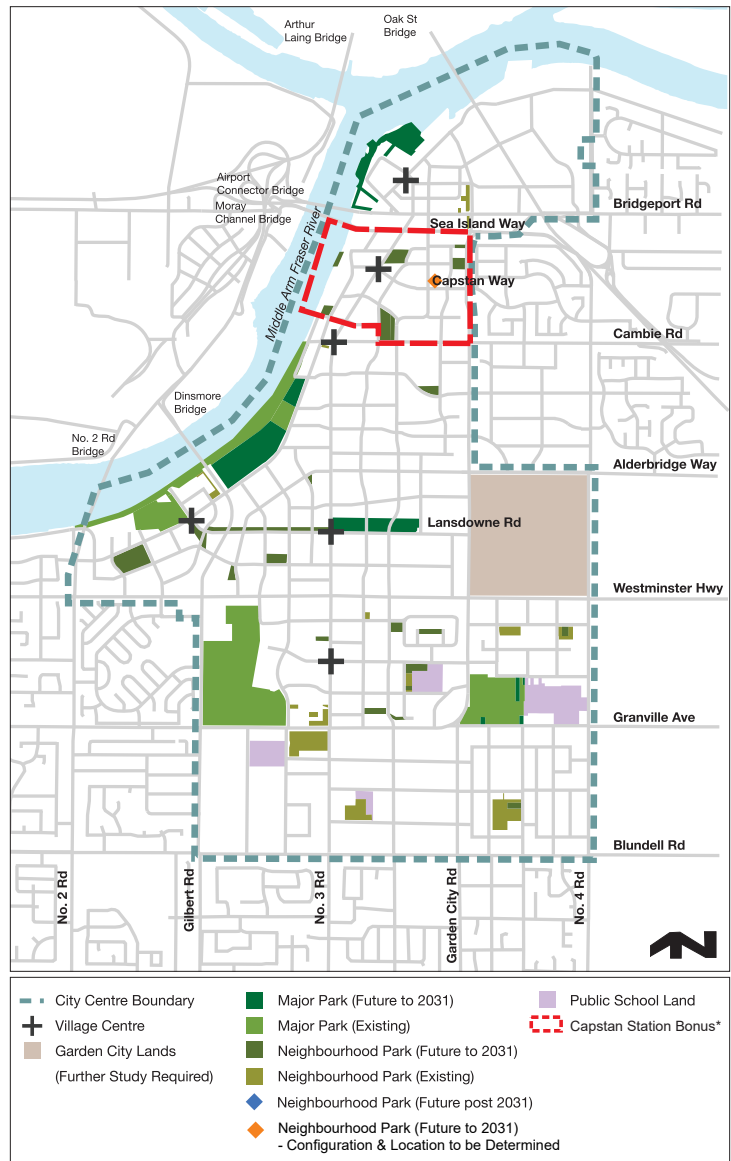 Arthur
Laing Bridge
Oak St
Bridge
Airport
Connector Bridge
Moray
Channel Bridge
Bridgeport Rd
Sea Island Way
Middle Arm Fraser River
Capstan Way
Cambie Rd
Dinsmore
Bridge
No. 2 Rd
Bridge
Alderbridge Way
Lansdowne Rd
Westminster Hwy
Granville Ave
Blundell Rd
No. 2 Rd
Gilbert Rd
No. 3 Rd
Garden City Rd
No. 4 Rd
N
City Centre Boundary
Village Centre
Garden City Lands
(Further Study Required)
Major Park (Future to 2031)
Major Park (Existing)
Neighbourhood Park (Future to 2031)
Neighbourhood Park (Existing)
Neighbourhood Park (Future post 2031)
Neighbourhood Park (Future to 2031)
- Configuration & Location to be Determined
Public School Land
Capstan Station Bonus*